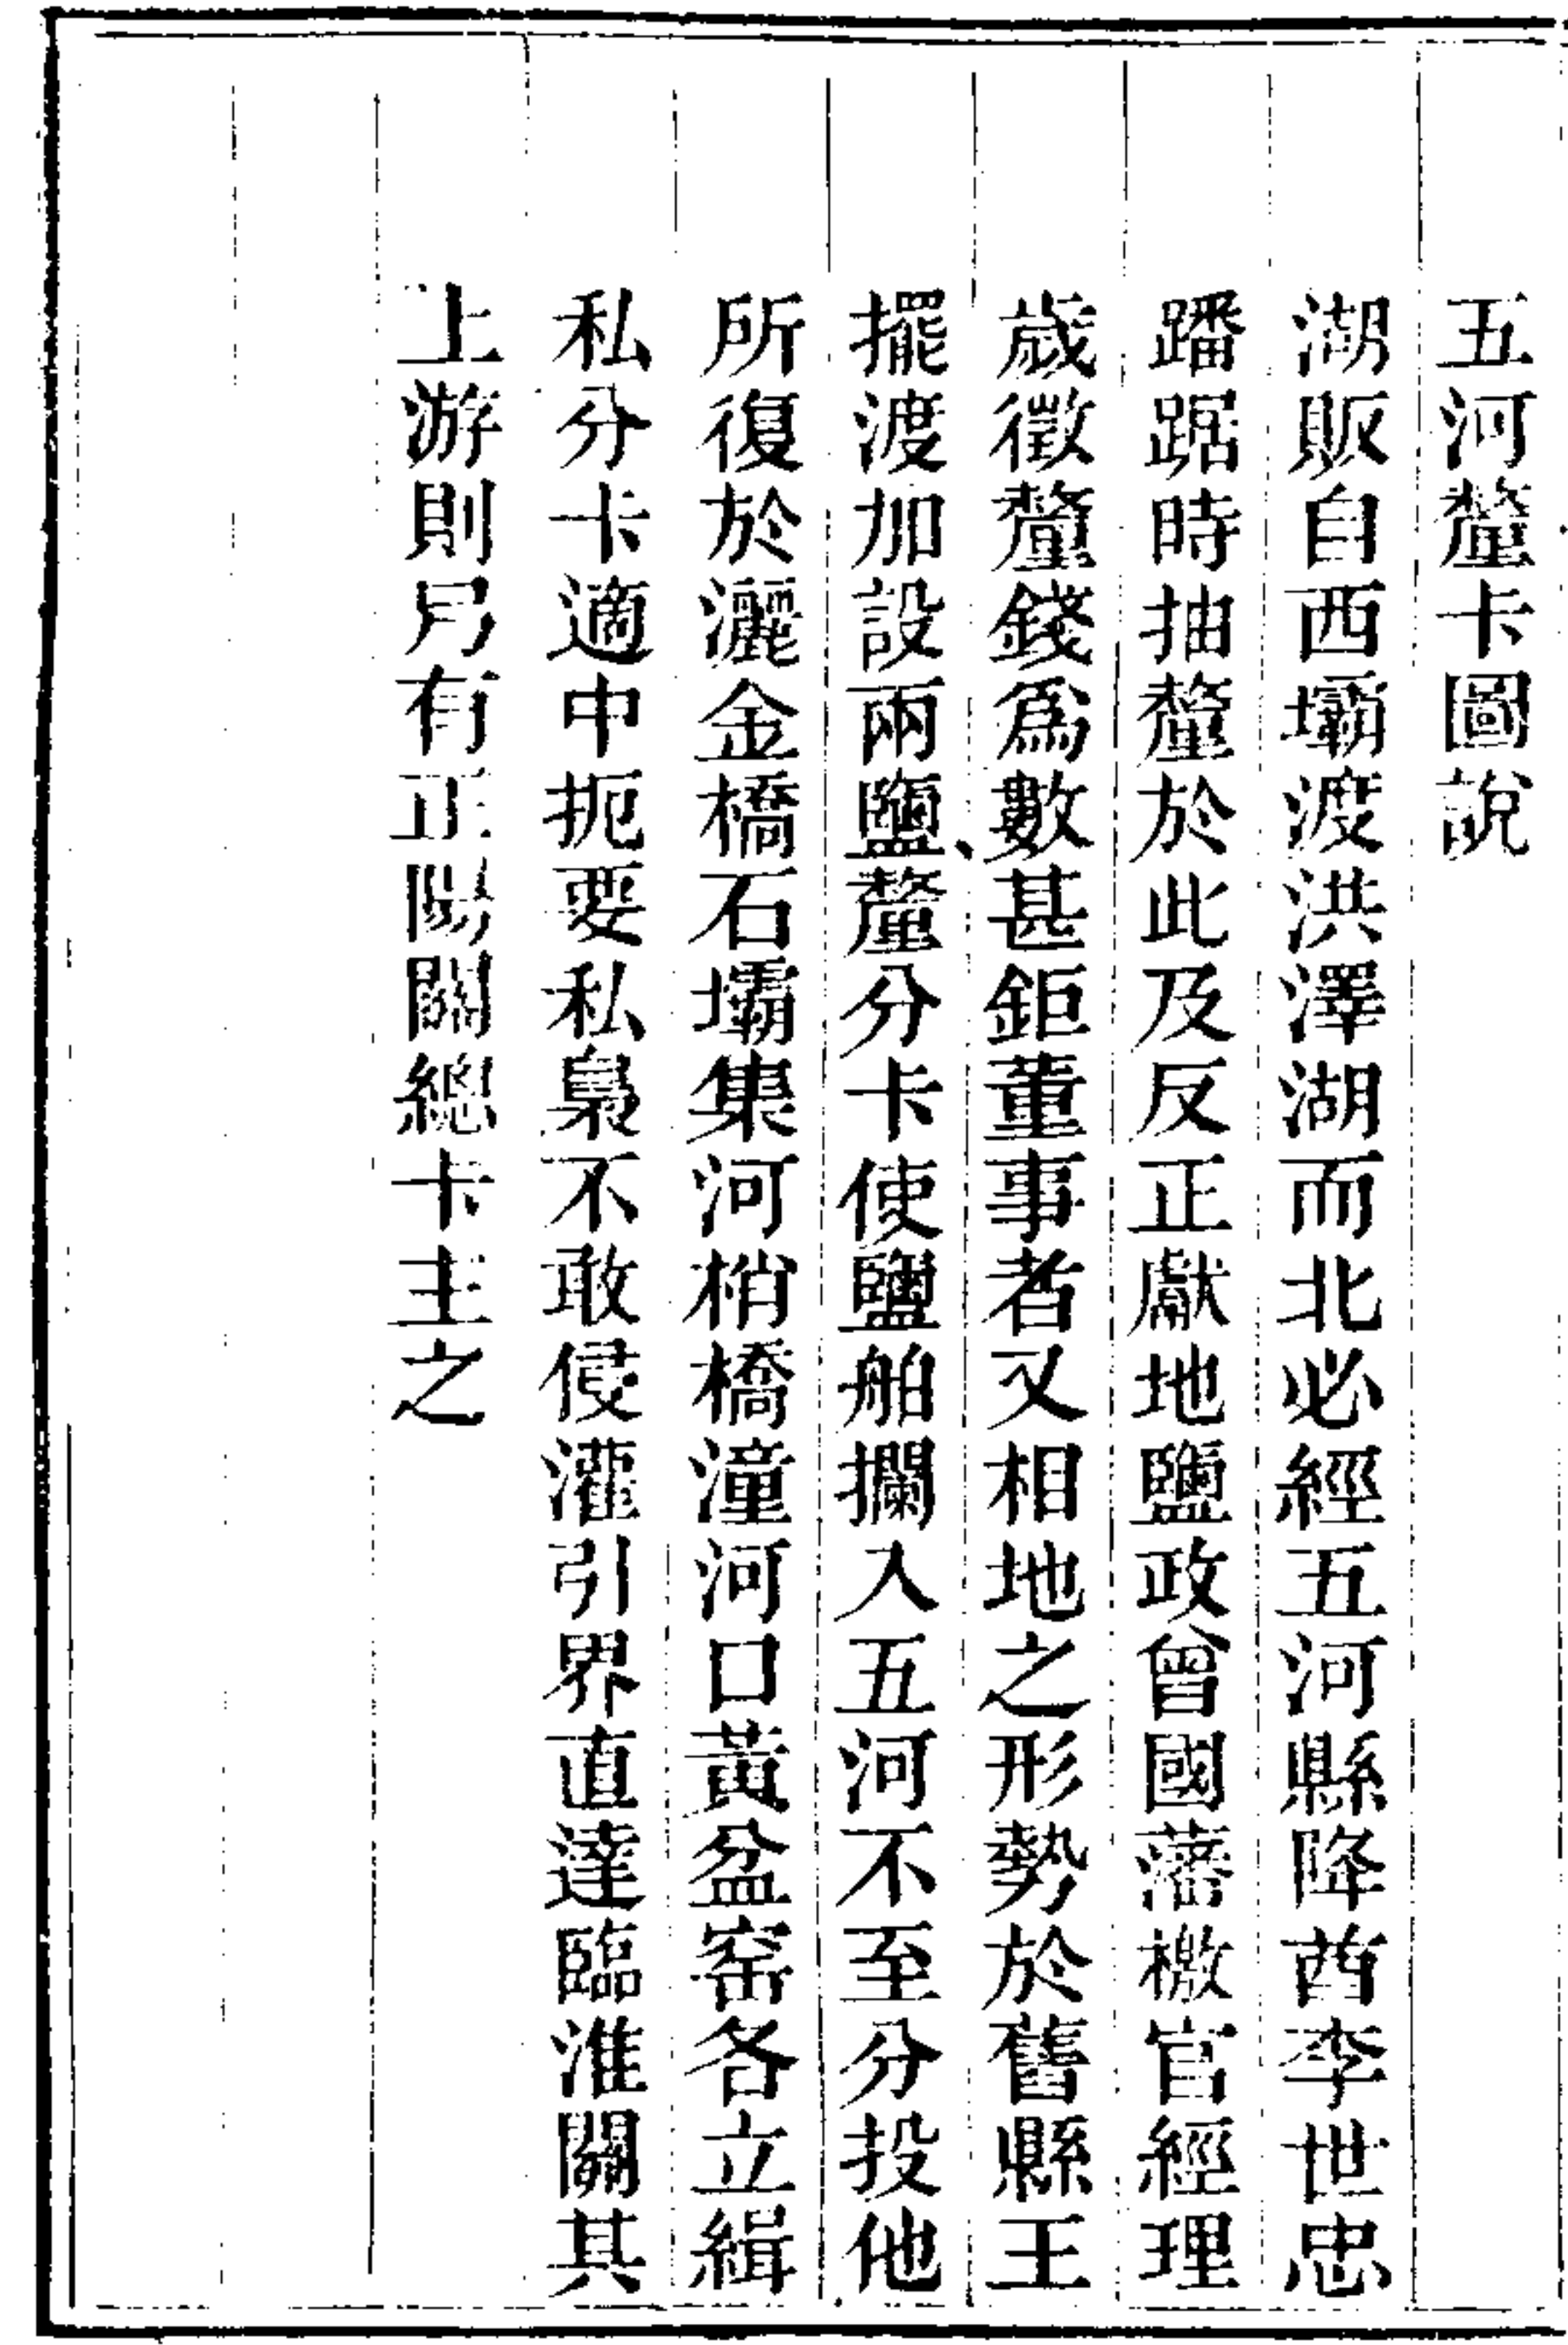 五河釐卡圖說
湖販自西壩渡洪澤湖而北必經五河縣降酋李世忠
蹯踞時抽釐於此及反正獻地鹽政曾國藩檄官經理
歲徵釐錢爲數甚鉅董事者又相地之形勢於舊縣王
擺渡加設兩鹽釐分卡使鹽船攔入五河不至分投他
所復於灑金橋石壩集河梢橋潼河口黃盆窑各立緝
私分卡適中扼要私梟不敢侵灌引界直達臨淮關其
上游則另有正陽關總卡主之